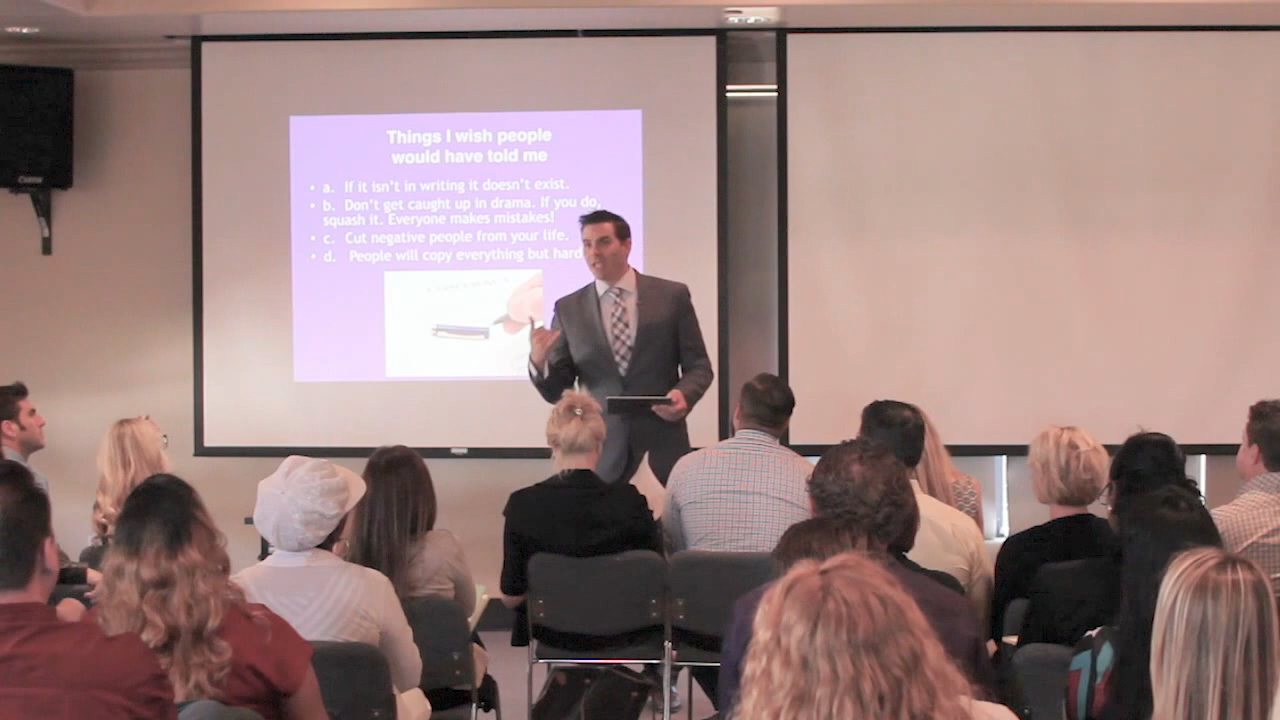 Things I wish people
would have told me
• a. If it isn't in writing it doesn't exist.
• b. Don't get caught up in drama. If you do,
squash it. Everyone makes mistakes!
• c. Cut negative people from your life.
• d. People will copy everything but hard